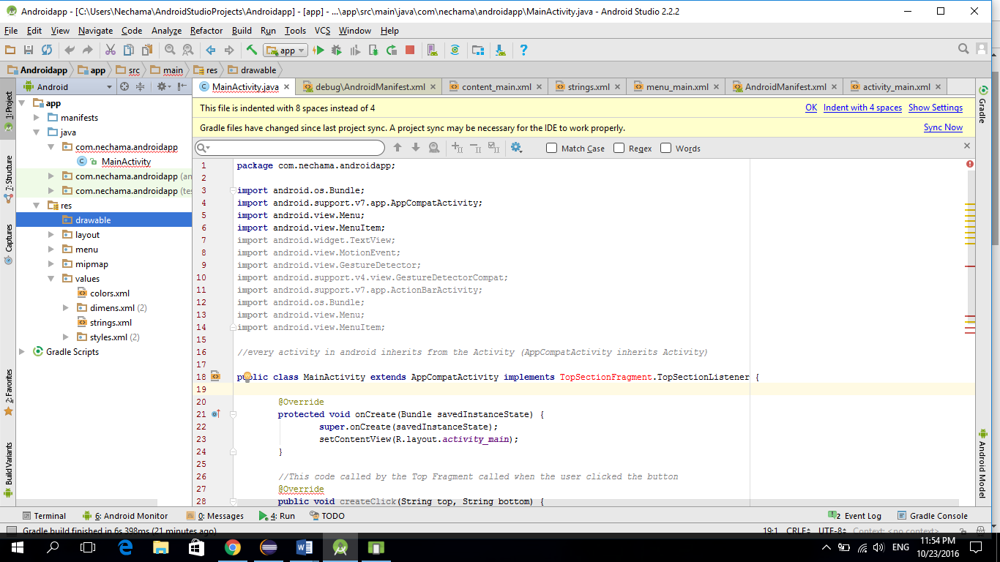 Androidapp - [C:\Users\Nechama\AndroidStudioProjects\Androidapp] - [app] - ...\app\src\main\java\com\nechama\androidapp\MainActivity.java - Android Studio 2.2.2
File Edit View Navigate Code Analyze Refactor Build Run Tools VCS Window Help
app
Androidapp app src main res drawable
Android
MainActivity.java debug\AndroidManifest.xml content_main.xml strings.xml menu_main.xml AndroidManifest.xml activity_main.xml
1: Project
7: Structure
Captures
2: Favorites
Build Variants
app
manifests
java
com.nechama.androidapp
MainActivity
com.nechama.androidapp (an
com.nechama.androidapp (te
res
drawable
layout
menu
mipmap
values
colors.xml
dimens.xml (2)
strings.xml
styles.xml (2)
Gradle Scripts
This file is indented with 8 spaces instead of 4 OK Indent with 4 spaces Show Settings
Gradle files have changed since last project sync. A project sync may be necessary for the IDE to work properly. Sync Now
Match Case Regex Words
1 package com.nechama.androidapp;
2
3 import android.os.Bundle;
4 import android.support.v7.app.AppCompatActivity;
5 import android.view.Menu;
6 import android.view.MenuItem;
7 import android.widget.TextView;
8 import android.view.MotionEvent;
9 import android.view.GestureDetector;
10 import android.support.v4.view.GestureDetectorCompat;
11 import android.support.v7.app.ActionBarActivity;
12 import android.os.Bundle;
13 import android.view.Menu;
14 import android.view.MenuItem;
15
16 //every activity in android inherits from the Activity (AppCompatActivity inherits Activity)
17
18 public class MainActivity extends AppCompatActivity implements TopSectionFragment.TopSectionListener {
19
20 @Override
21 protected void onCreate(Bundle savedInstanceState) {
22 super.onCreate(savedInstanceState);
23 setContentView(R.layout.activity_main);
24 }
25
26 //This code called by the Top Fragment called when the user clicked the button
27 @Override
28 public void createClick(String top, String bottom) {
Gradle
Android Model
Terminal 6: Android Monitor 0: Messages 4: Run TODO 2 Event Log Gradle Console
Gradle build finished in 6s 398ms (21 minutes ago) 19:1 CRLF UTF-8 Context: <no context>
ENG 11:54 PM
10/23/2016